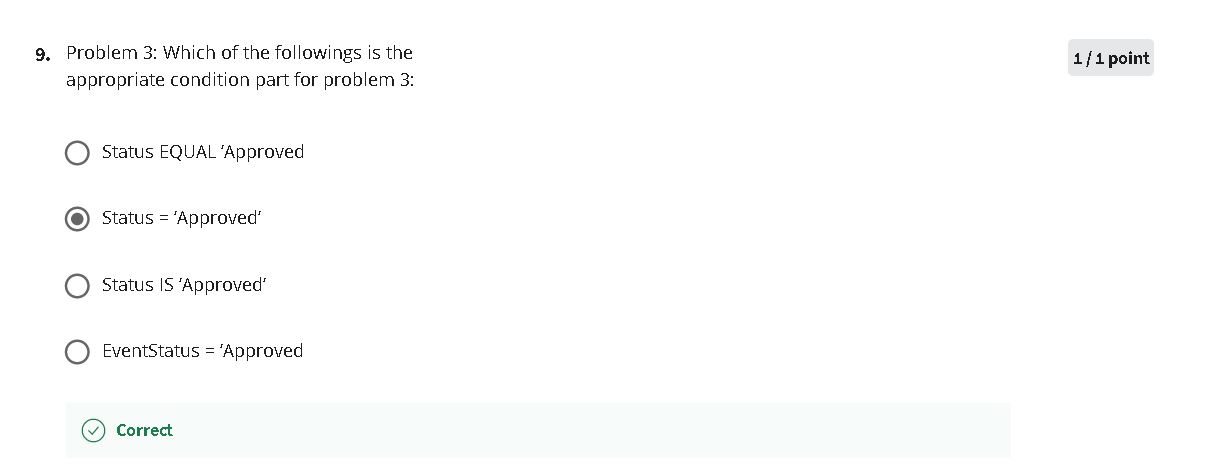 9. Problem 3: Which of the followings is the
appropriate condition part for problem 3:
1 / 1 point
Status EQUAL ‘Approved
Status = ‘Approved’
Status IS ‘Approved’
EventStatus = ‘Approved
Correct